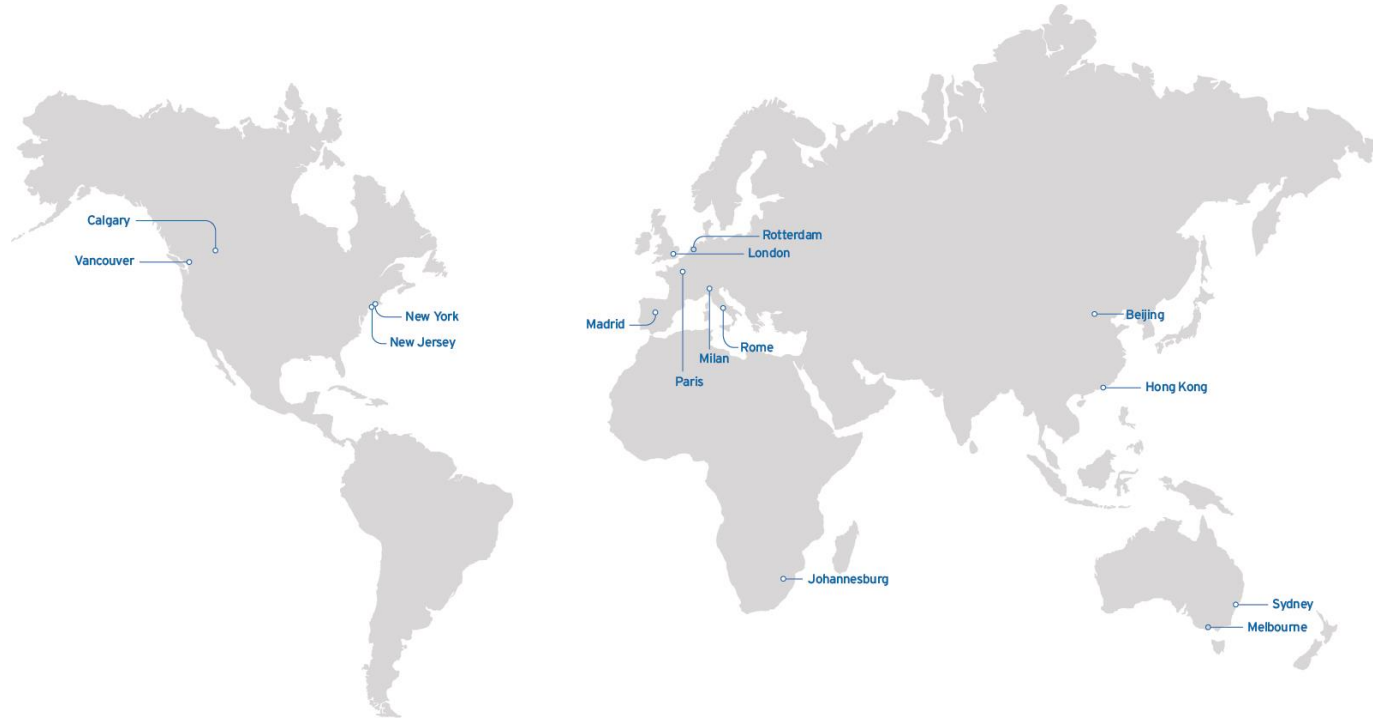 Calgary
Vancouver
New York
New Jersey
Rotterdam
London
Madrid
Rome
Milan
Paris
Beijing
Hong Kong
Johannesburg
Sydney
Melbourne